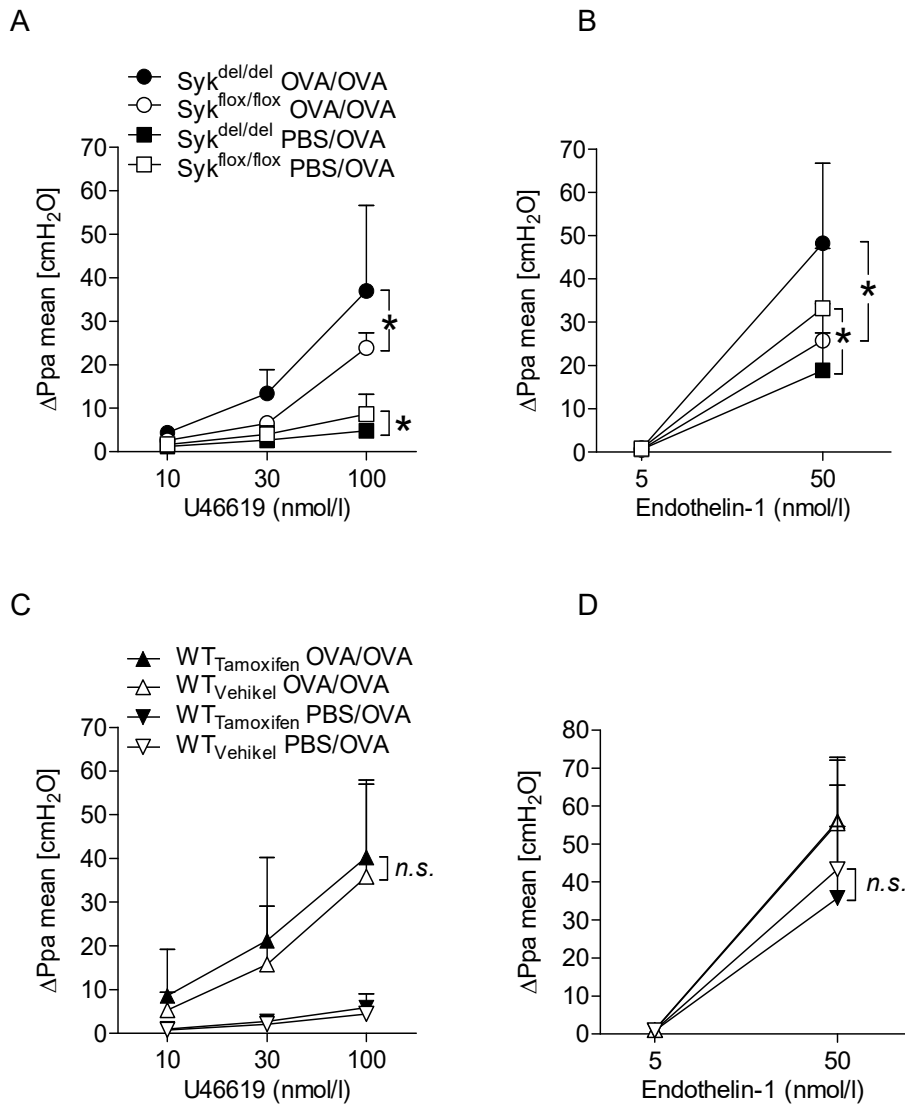 A
Syk^del/del OVA/OVA
Syk^flox/flox OVA/OVA
Syk^del/del PBS/OVA
Syk^flox/flox PBS/OVA
70
60
50
40
30
20
10
0
ΔPpa mean [cmH₂O]
*
*
10 30 100
U46619 (nmol/l)
B
70
60
50
40
30
20
10
0
ΔPpa mean [cmH₂O]
*
*
5 50
Endothelin-1 (nmol/l)
C
WT_Tamoxifen OVA/OVA
WT_Vehikel OVA/OVA
WT_Tamoxifen PBS/OVA
WT_Vehikel PBS/OVA
70
60
50
40
30
20
10
0
ΔPpa mean [cmH₂O]
n.s.
10 30 100
U46619 (nmol/l)
D
80
70
60
50
40
30
20
10
0
ΔPpa mean [cmH₂O]
n.s.
5 50
Endothelin-1 (nmol/l)